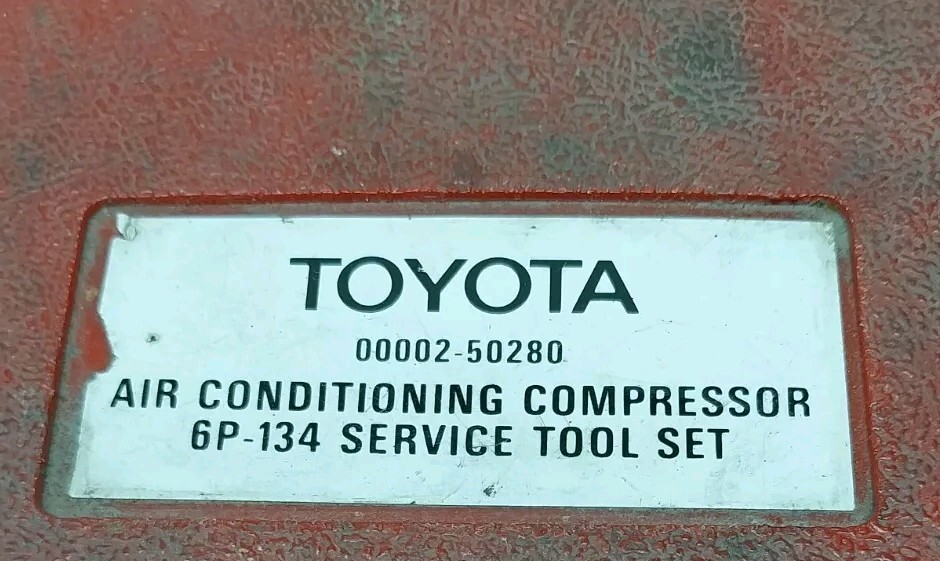 TOYOTA
00002-50280
AIR CONDITIONING COMPRESSOR
6P-134 SERVICE TOOL SET